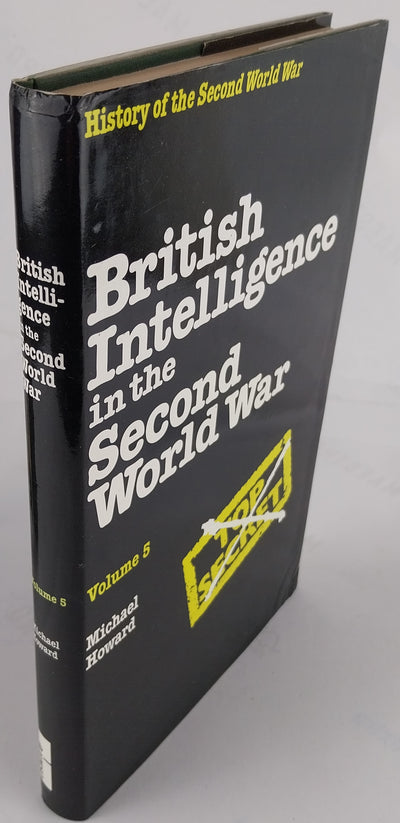 History of the Second World War
British
Intelligence
in the
Second
World War
TOP
SECRET
Volume 5
Michael
Howard
British
Intelli-
gence
in the
Second
World
War
Volume 5
Michael
Howard